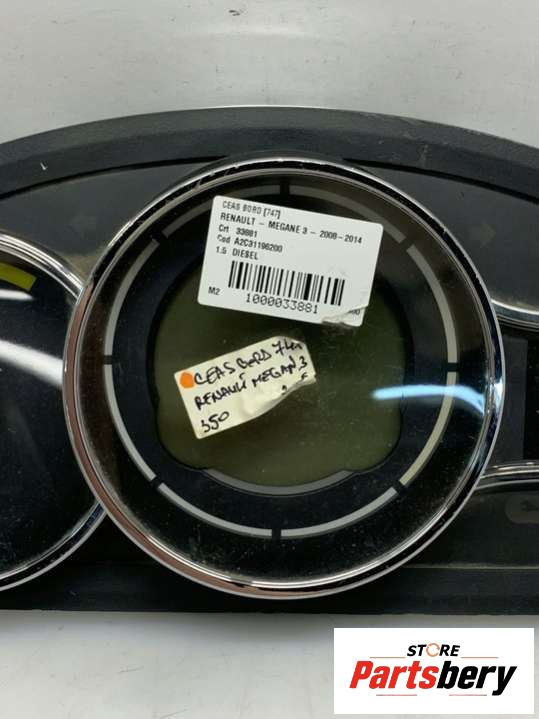 CEAS BORD [747]
RENAULT - MEGANE 3 - 2008-2014
Crt 33881
Cod A2C31196200
1.5 DIESEL
M2
1000033881
CEAS BORD
RENAULT MEGAN 3
350
STORE
Partsbery